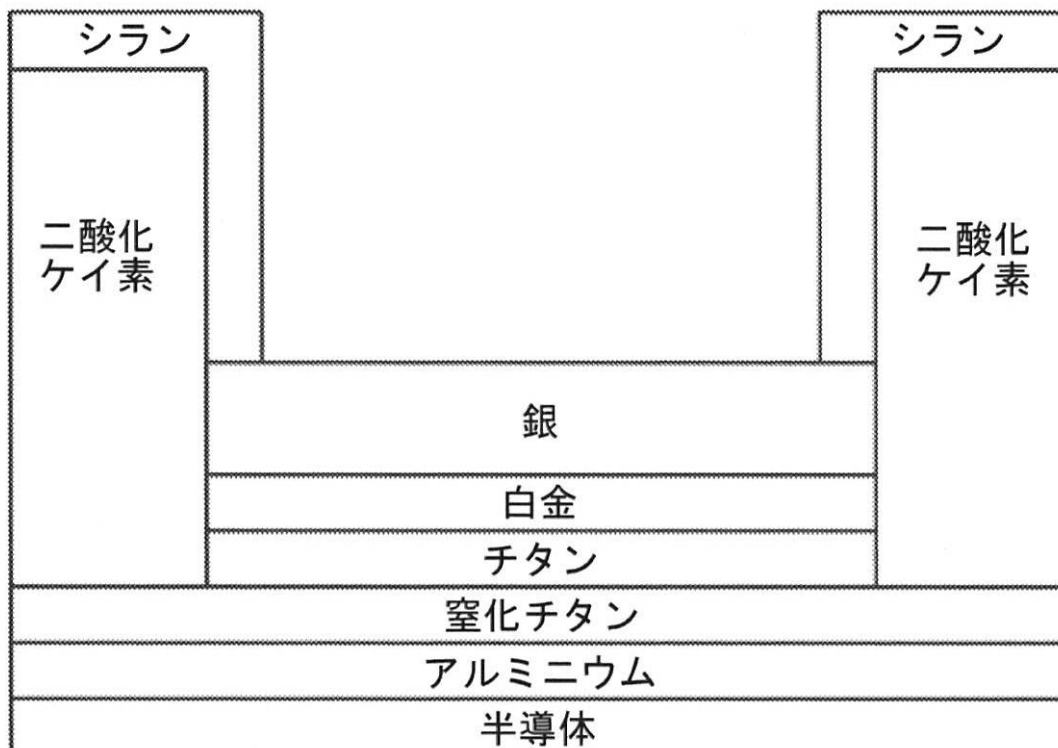 シラン
シラン
二酸化
ケイ素
二酸化
ケイ素
銀
白金
チタン
窒化チタン
アルミニウム
半導体